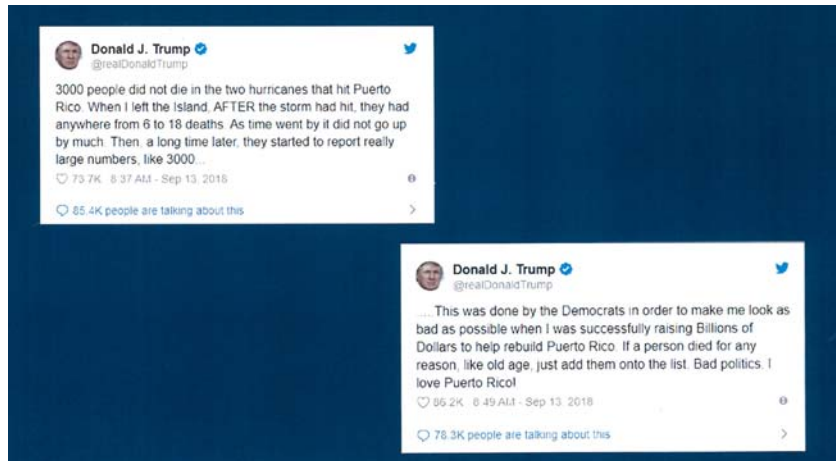 Donald J. Trump
@realDonaldTrump
3000 people did not die in the two hurricanes that hit Puerto
Rico. When I left the Island, AFTER the storm had hit, they had
anywhere from 6 to 18 deaths. As time went by it did not go up
by much. Then, a long time later, they started to report really
large numbers, like 3000...
73.7K 8:37 AM - Sep 13, 2018
85.4K people are talking about this
Donald J. Trump
@realDonaldTrump
.....This was done by the Democrats in order to make me look as
bad as possible when I was successfully raising Billions of
Dollars to help rebuild Puerto Rico. If a person died for any
reason, like old age, just add them onto the list. Bad politics. I
love Puerto Rico!
86.2K 8:49 AM - Sep 13, 2018
78.3K people are talking about this